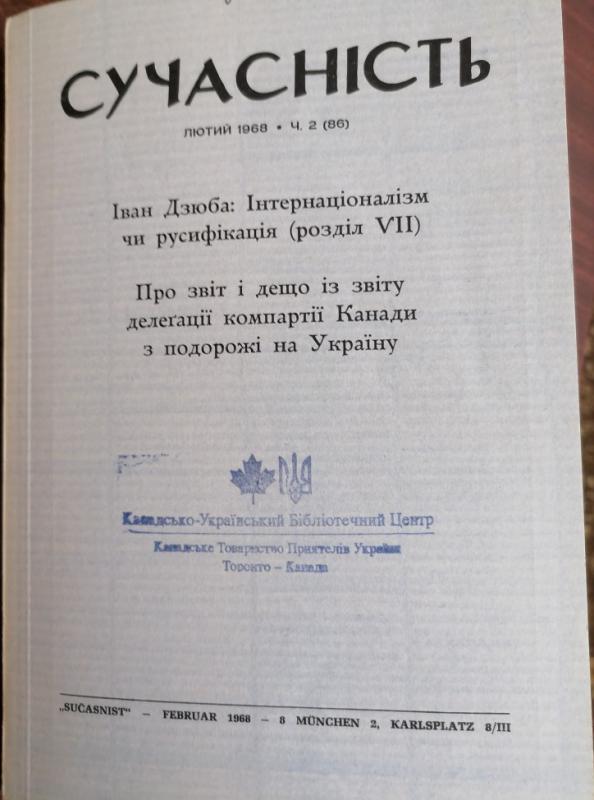 СУЧАСНІСТЬ
ЛЮТИЙ 1968 • Ч. 2 (86)
Іван Дзюба: Інтернаціоналізм
чи русифікація (розділ VII)
Про звіт і дещо із звіту
делеґації компартії Канади
з подорожі на Україну
Канадсько-Український Бібліотечний Центр
Канадське Товариство Приятелів України
Торонто – Канада
„SUČASNIST" – FEBRUAR 1968 – 8 MÜNCHEN 2, KARLSPLATZ 8/III